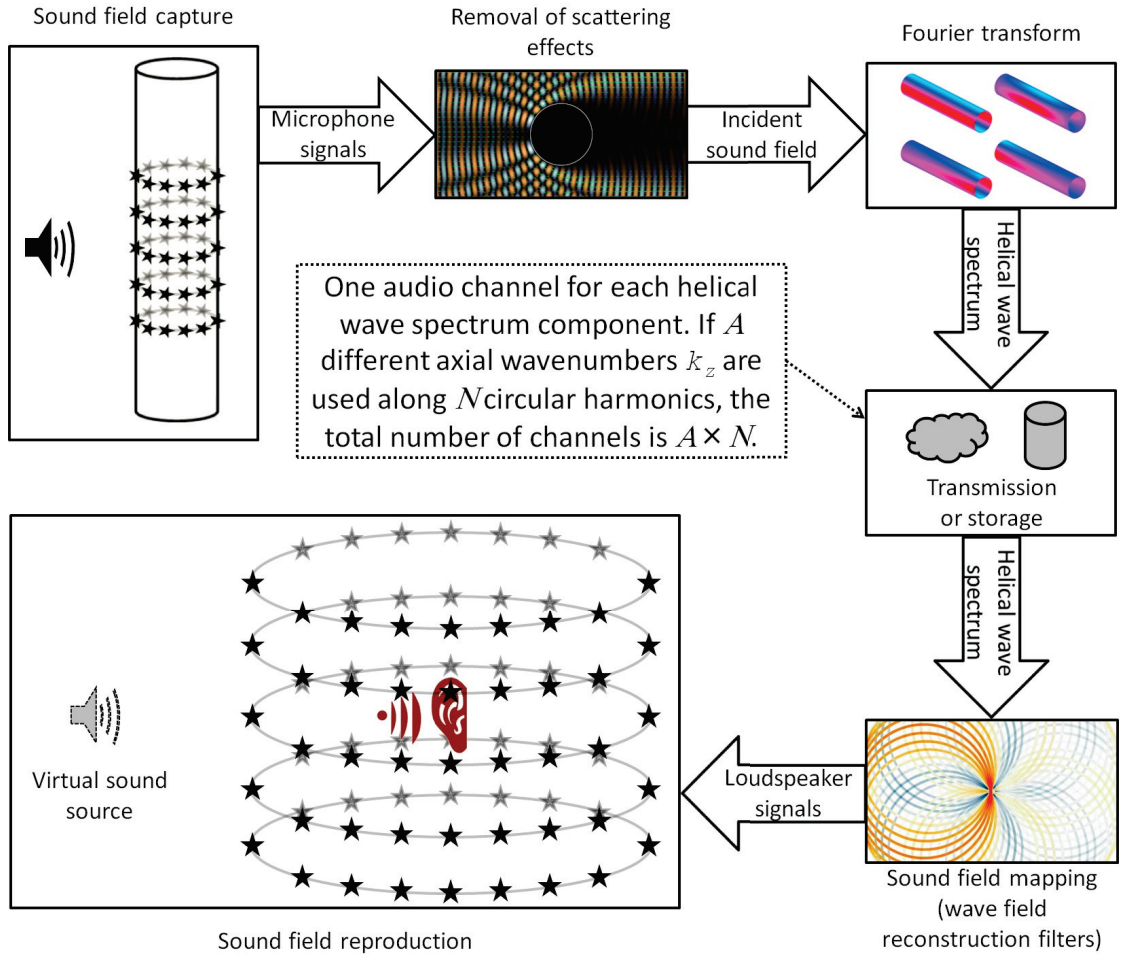 Sound field capture
Removal of scattering
effects
Fourier transform
Microphone
signals
Incident
sound field
Helical wave
spectrum
One audio channel for each helical
wave spectrum component. If A
different axial wavenumbers k_z are
used along N circular harmonics, the
total number of channels is A × N.
Transmission
or storage
Helical wave
spectrum
Sound field mapping
(wave field
reconstruction filters)
Loudspeaker
signals
Virtual sound
source
Sound field reproduction